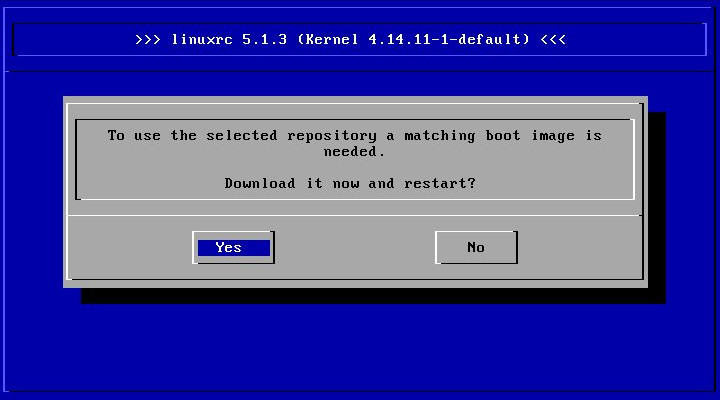 >>> linuxrc 5.1.3 (Kernel 4.14.11-1-default) <<<
To use the selected repository a matching boot image is
needed.
Download it now and restart?
Yes
No